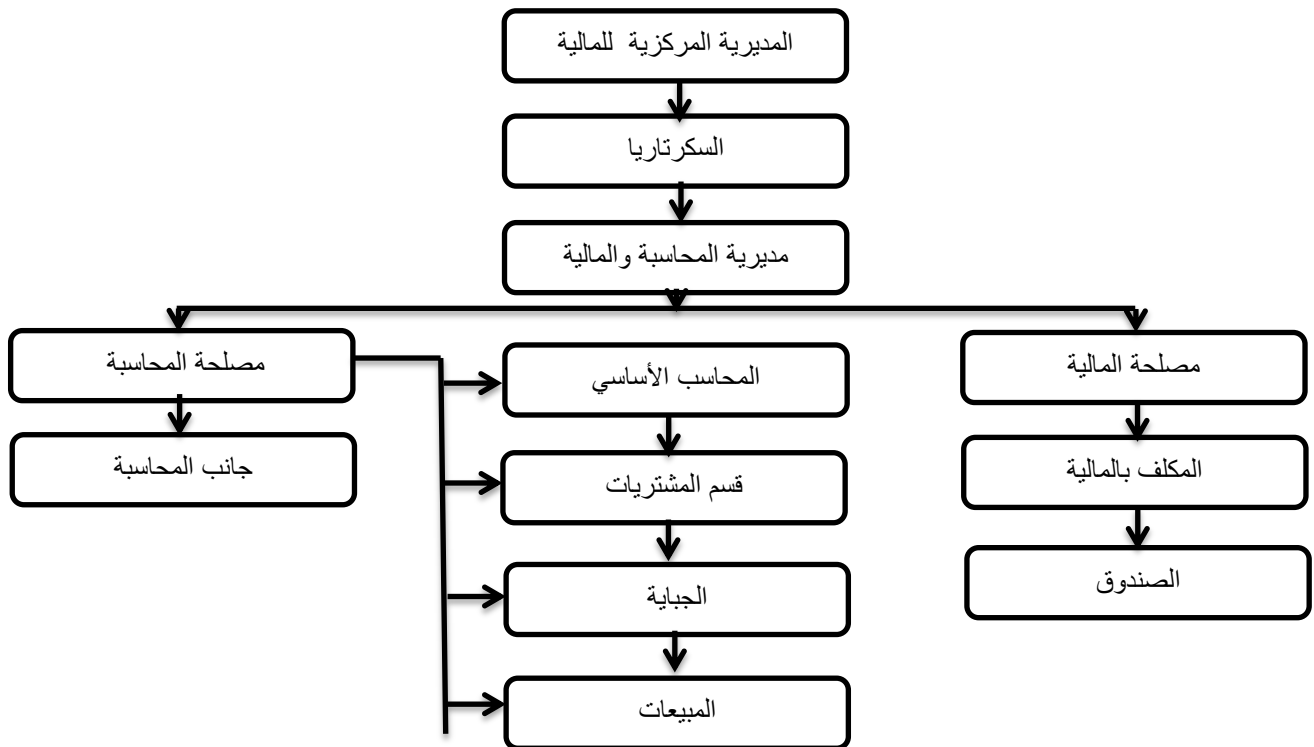 المديرية المركزية للمالية
السكرتاريا
مديرية المحاسبة والمالية
مصلحة المالية
المحاسب الأساسي
مصلحة المحاسبة
المكلف بالمالية
قسم المشتريات
جانب المحاسبة
الصندوق
الجباية
المبيعات